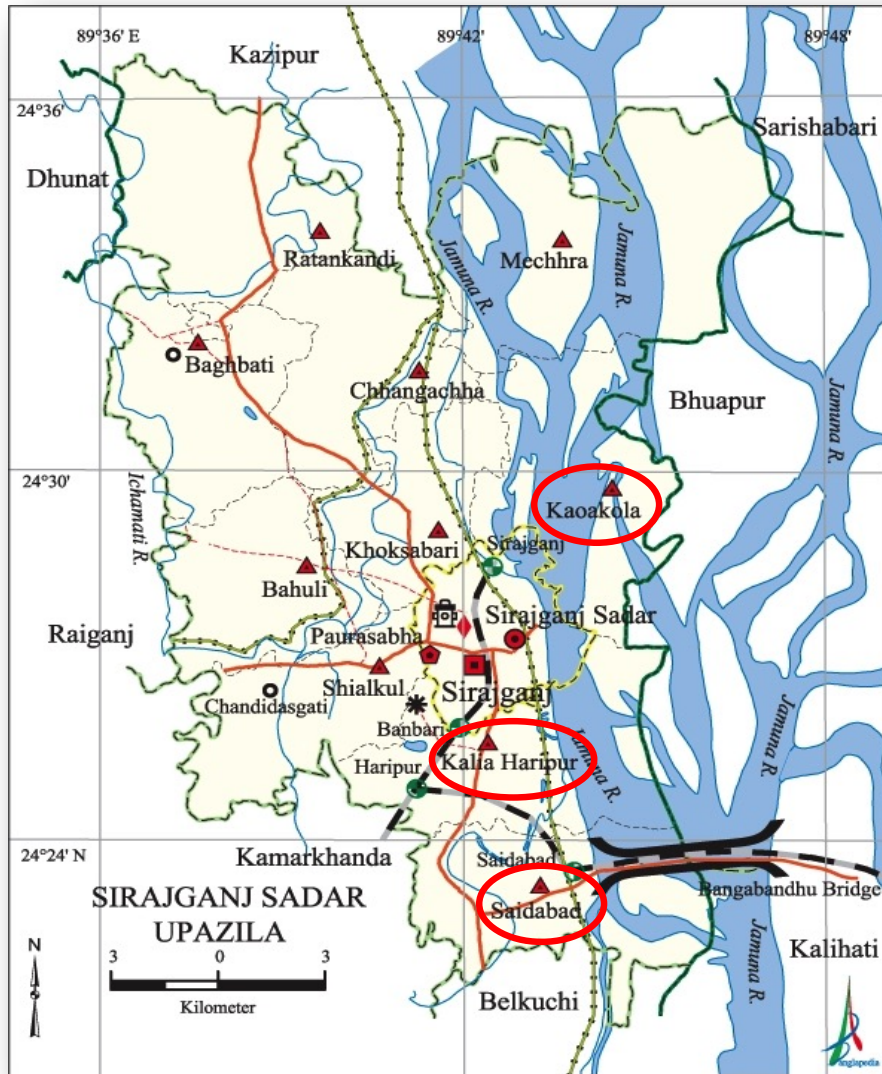 89°36' E
89°42'
89°48'
Kazipur
24°36'
Sarishabari
Dhunat
Ratankandi
Jamuna R.
Mechhra
Jamuna R.
Baghbati
Chhangachha
Bhuapur
Jamuna R.
24°30'
Ichamati R.
Kaoakola
Khoksabari
Sirajganj
Bahuli
Raiganj
Paurasabha
Sirajganj Sadar
Shialkul
Sirajganj
Chandidasgati
Banbari
Jamuna R.
Jamuna R.
Haripur
Kalia Haripur
24°24' N
Kamarkhanda
Saidabad
Bangabandhu Bridge
SIRAJGANJ SADAR
UPAZILA
Saidabad
Kalihati
N
3 0 3
Kilometer
Belkuchi
Jamuna R.
anglapedia